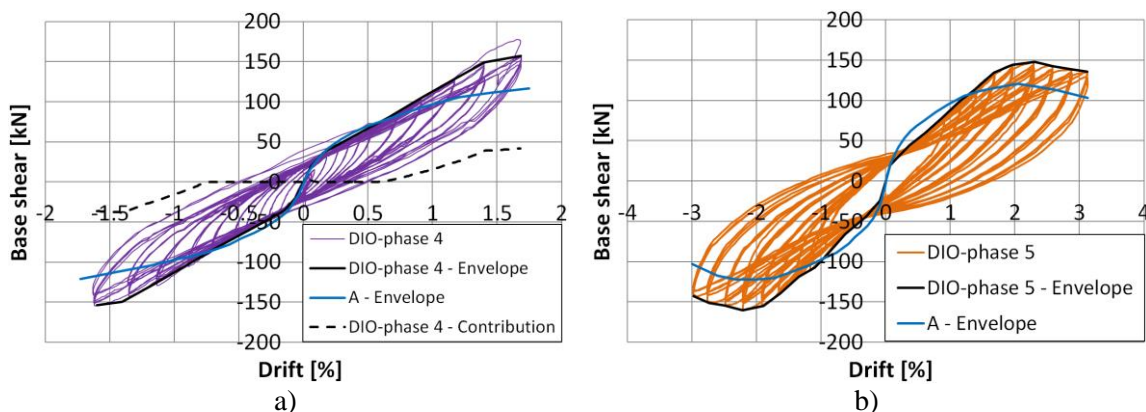 200
150
100
50
0
-50
-100
-150
-200
-2 -1.5 -1 -0.5 0 0.5 1 1.5 2
Base shear [kN]
Drift [%]
DIO-phase 4
DIO-phase 4 - Envelope
A - Envelope
DIO-phase 4 - Contribution
a)
200
150
100
50
0
-50
-100
-150
-200
-4 -3 -2 -1 0 1 2 3 4
Base shear [kN]
Drift [%]
DIO-phase 5
DIO-phase 5 - Envelope
A - Envelope
b)